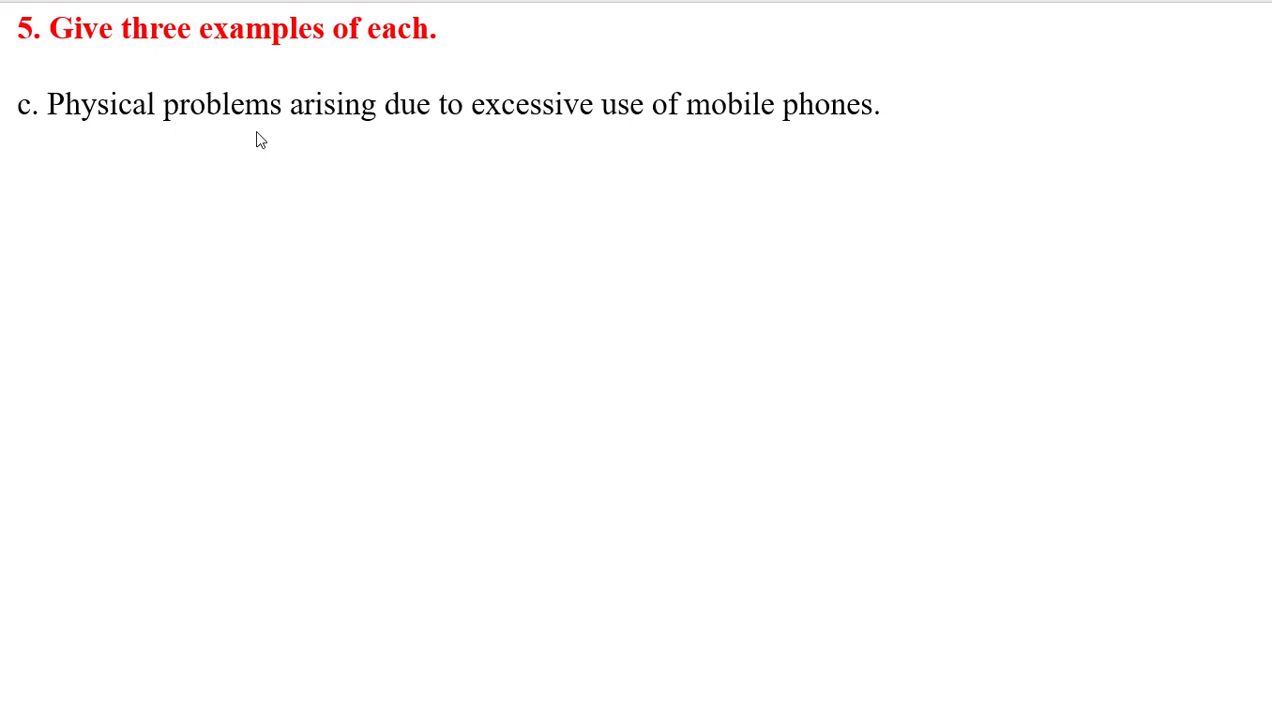 5. Give three examples of each.
c. Physical problems arising due to excessive use of mobile phones.